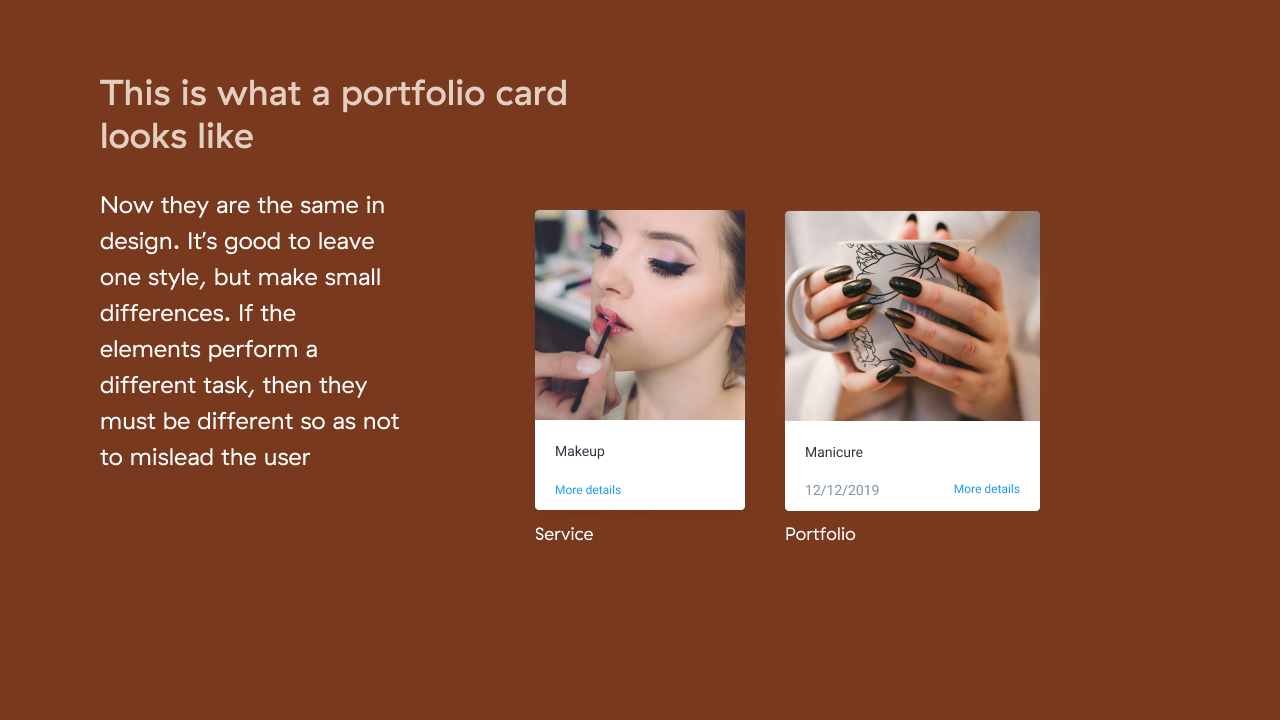 This is what a portfolio card
looks like
Now they are the same in
design. It's good to leave
one style, but make small
differences. If the
elements perform a
different task, then they
must be different so as not
to mislead the user
Makeup
More details
Service
Manicure
12/12/2019 More details
Portfolio